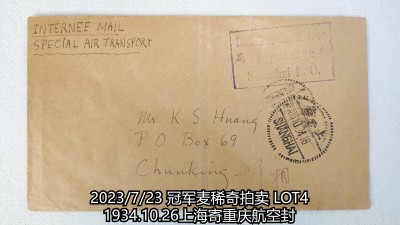 INTERNEE MAIL
SPECIAL AIR TRANSPORT
Mr. K. S. Huang
P.O. Box 69
Chunking
SHANGHAI
2023/7/23 冠军麦稀奇拍卖 LOT4
1934.10.26上海寄重庆航空封